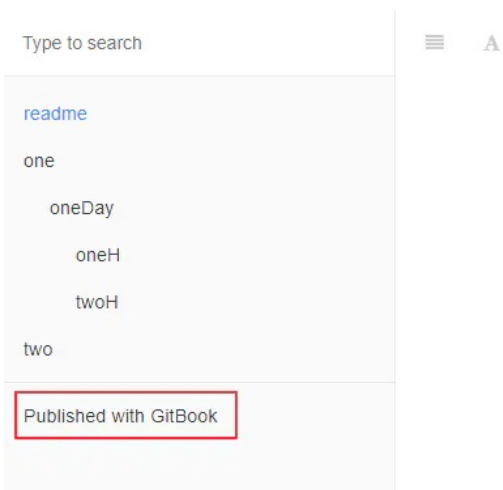 Type to search
A
readme
one
oneDay
oneH
twoH
two
Published with GitBook